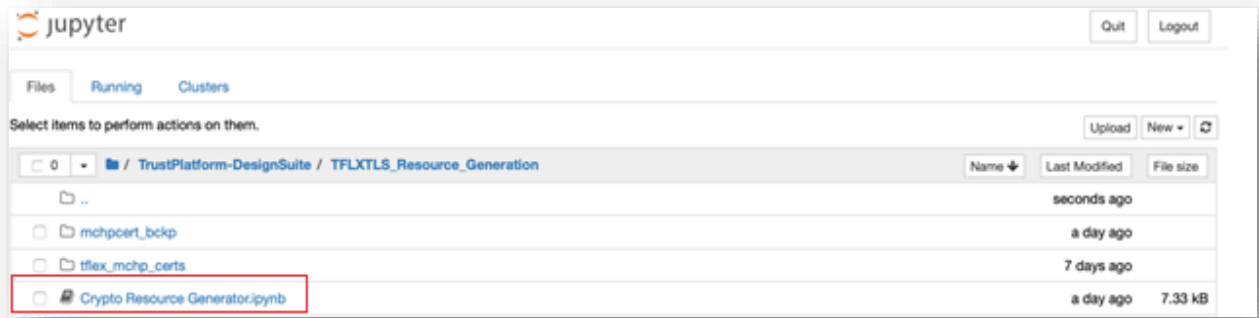 jupyter Quit Logout
Files Running Clusters
Select items to perform actions on them. Upload New
0 / TrustPlatform-DesignSuite / TFLXTLS_Resource_Generation Name Last Modified File size
.. seconds ago
mchpcert_bckp a day ago
tflex_mchp_certs 7 days ago
Crypto Resource Generator.ipynb a day ago 7.33 kB